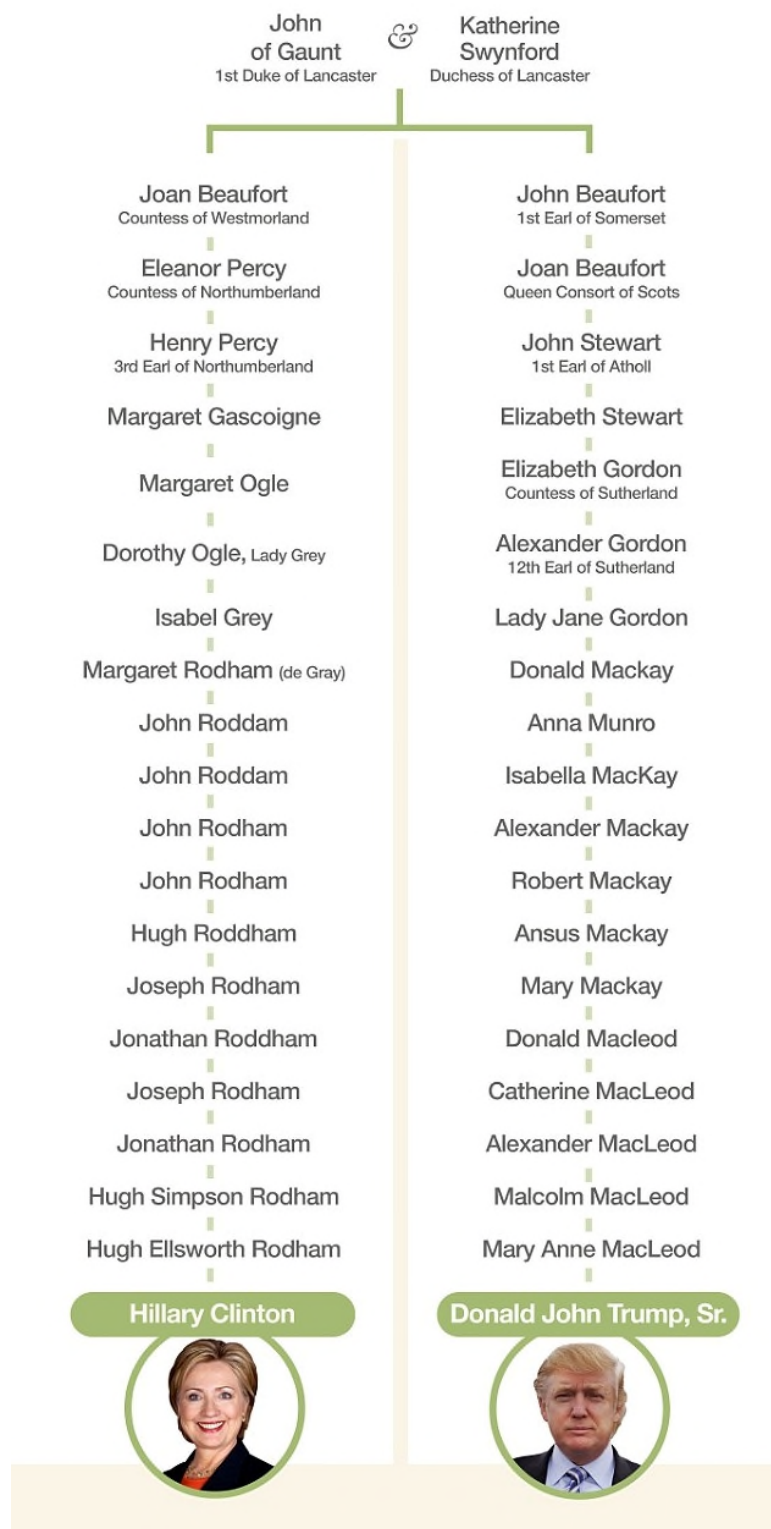 John
of Gaunt
1st Duke of Lancaster
&
Katherine
Swynford
Duchess of Lancaster
Joan Beaufort
Countess of Westmorland
Eleanor Percy
Countess of Northumberland
Henry Percy
3rd Earl of Northumberland
Margaret Gascoigne
Margaret Ogle
Dorothy Ogle, Lady Grey
Isabel Grey
Margaret Rodham (de Gray)
John Roddam
John Roddam
John Rodham
John Rodham
Hugh Roddham
Joseph Rodham
Jonathan Roddham
Joseph Rodham
Jonathan Rodham
Hugh Simpson Rodham
Hugh Ellsworth Rodham
Hillary Clinton
John Beaufort
1st Earl of Somerset
Joan Beaufort
Queen Consort of Scots
John Stewart
1st Earl of Atholl
Elizabeth Stewart
Elizabeth Gordon
Countess of Sutherland
Alexander Gordon
12th Earl of Sutherland
Lady Jane Gordon
Donald Mackay
Anna Munro
Isabella MacKay
Alexander Mackay
Robert Mackay
Ansus Mackay
Mary Mackay
Donald Macleod
Catherine MacLeod
Alexander MacLeod
Malcolm MacLeod
Mary Anne MacLeod
Donald John Trump, Sr.